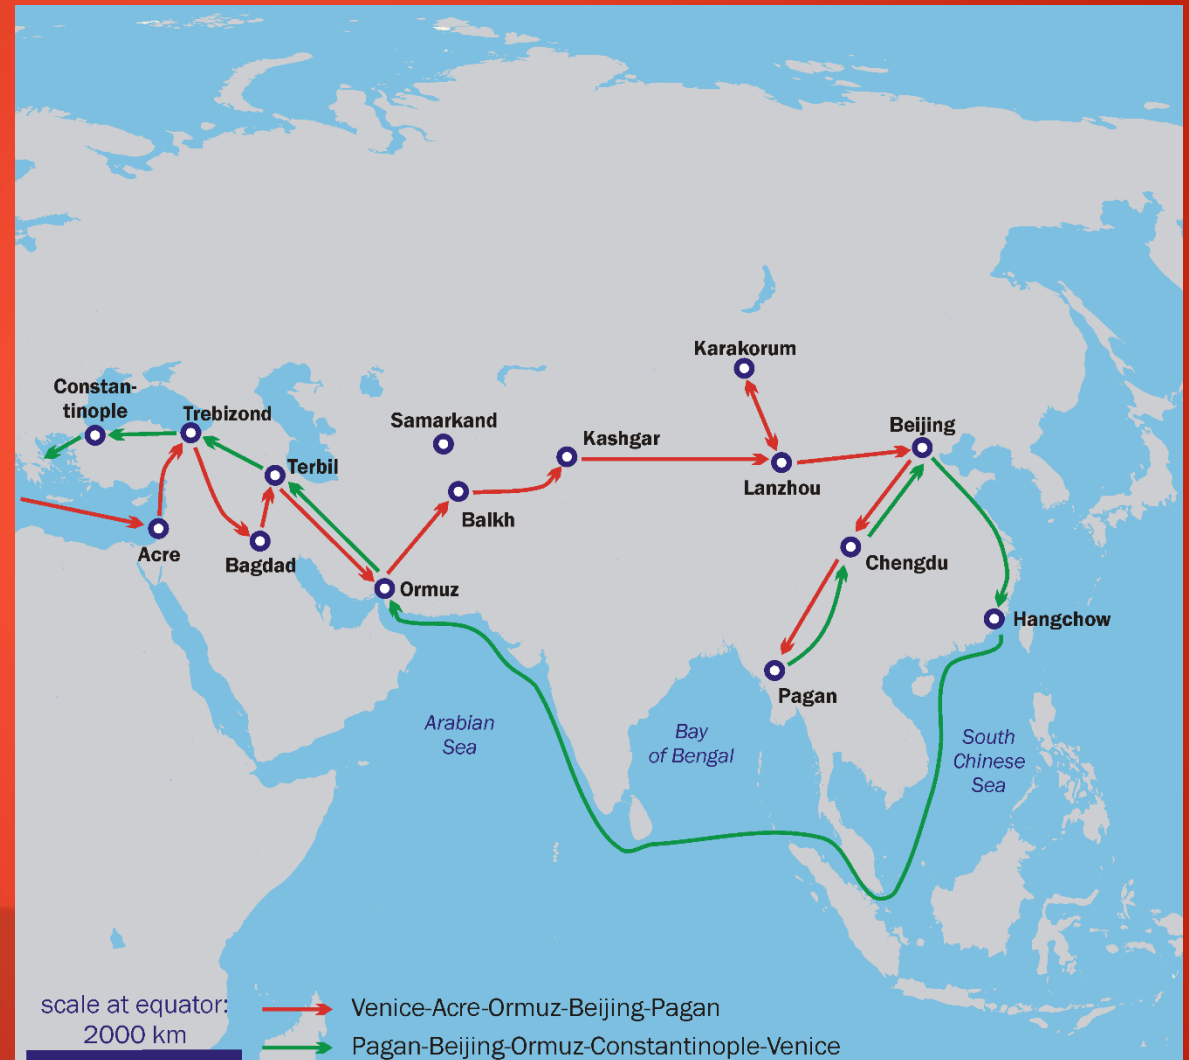 Karakorum
Constan-
tinople
Trebizond
Samarkand
Beijing
Kashgar
Terbil
Lanzhou
Balkh
Acre
Bagdad
Chengdu
Ormuz
Hangchow
Pagan
Arabian
Sea
Bay
of Bengal
South
Chinese
Sea
scale at equator:
2000 km
Venice-Acre-Ormuz-Beijing-Pagan
Pagan-Beijing-Ormuz-Constantinople-Venice